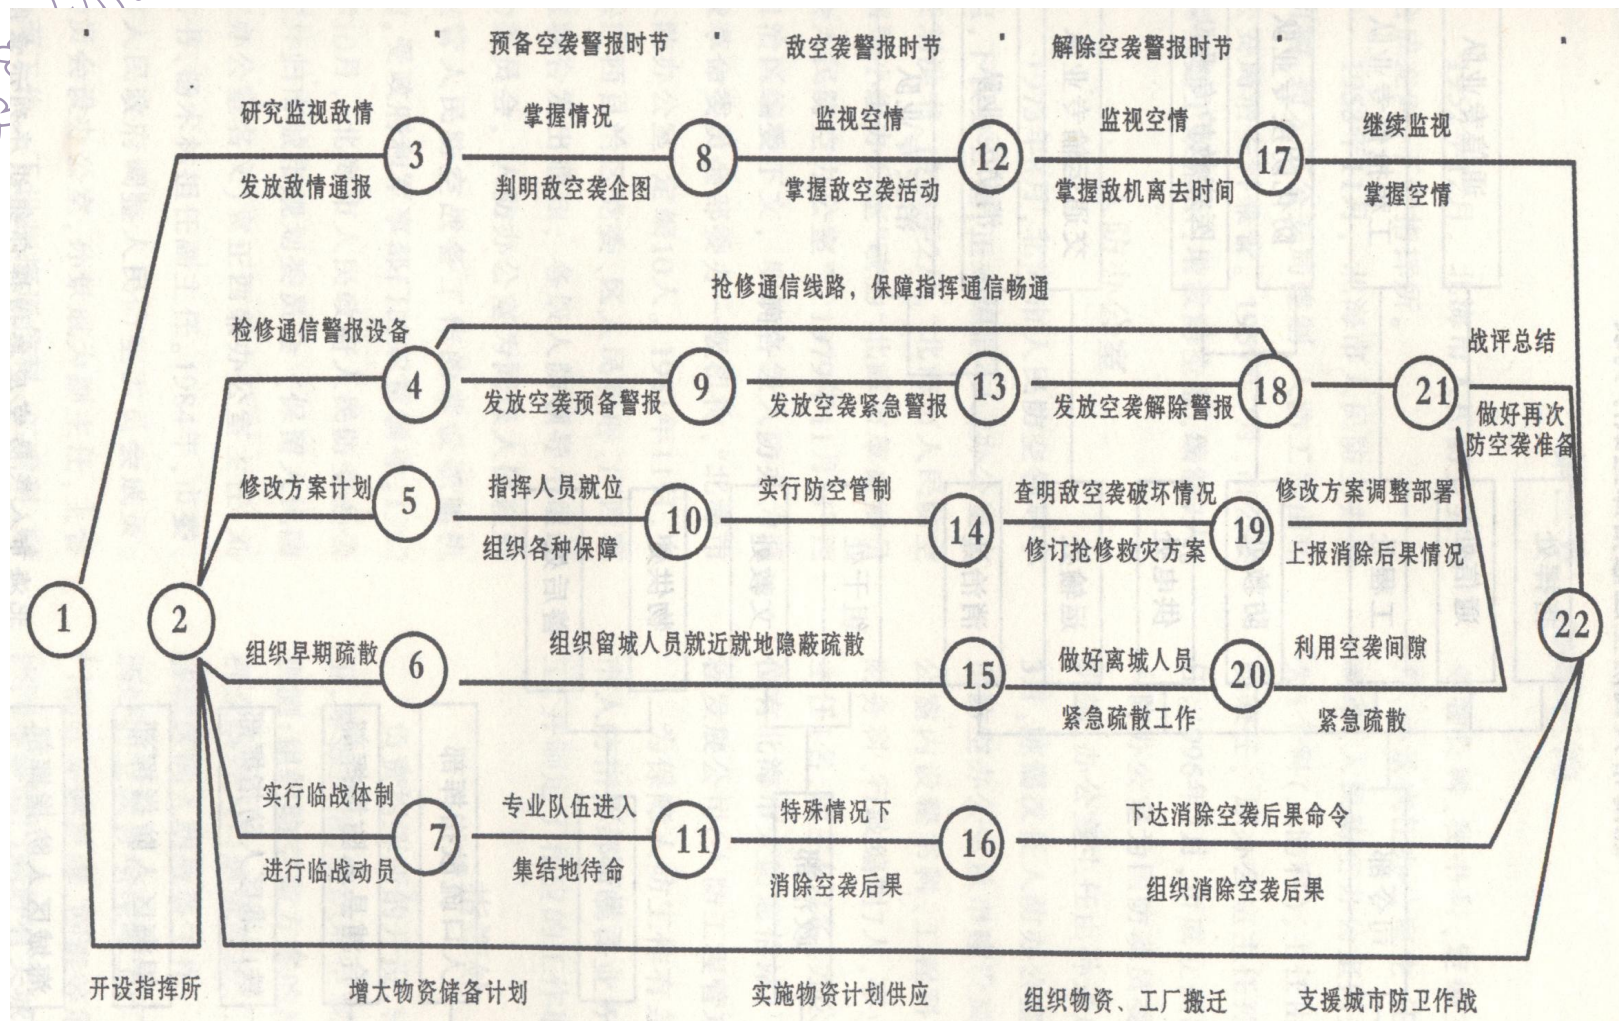 预备空袭警报时节
敌空袭警报时节
解除空袭警报时节
研究监视敌情
发放敌情通报
3
掌握情况
判明敌空袭企图
8
监视空情
掌握敌空袭活动
12
监视空情
掌握敌机离去时间
17
继续监视
掌握空情
抢修通信线路，保障指挥通信畅通
检修通信警报设备
4
发放空袭预备警报
9
发放空袭紧急警报
13
发放空袭解除警报
18
21
战评总结
做好再次
防空袭准备
修改方案计划
5
指挥人员就位
组织各种保障
10
实行防空管制
14
查明敌空袭破坏情况
修订抢修救灾方案
19
修改方案调整部署
上报消除后果情况
1
2
22
组织早期疏散
6
组织留城人员就近就地隐蔽疏散
15
做好离城人员
紧急疏散工作
20
利用空袭间隙
紧急疏散
实行临战体制
进行临战动员
7
专业队伍进入
集结地待命
11
特殊情况下
消除空袭后果
16
下达消除空袭后果命令
组织消除空袭后果
开设指挥所
增大物资储备计划
实施物资计划供应
组织物资、工厂搬迁
支援城市防卫作战